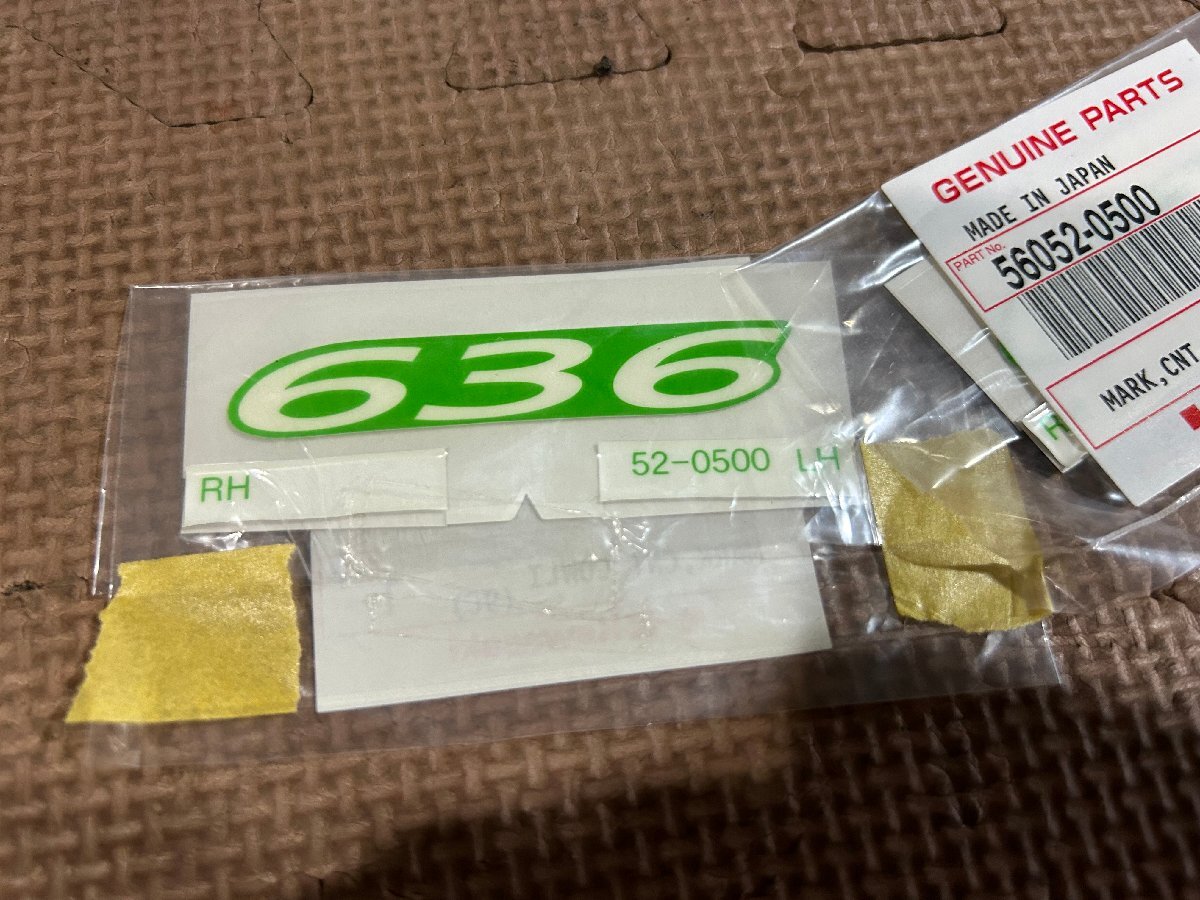 GENUINE PARTS
MADE IN JAPAN
PART No.
56052-0500
MARK,CNT
636
RH
52-0500 LH